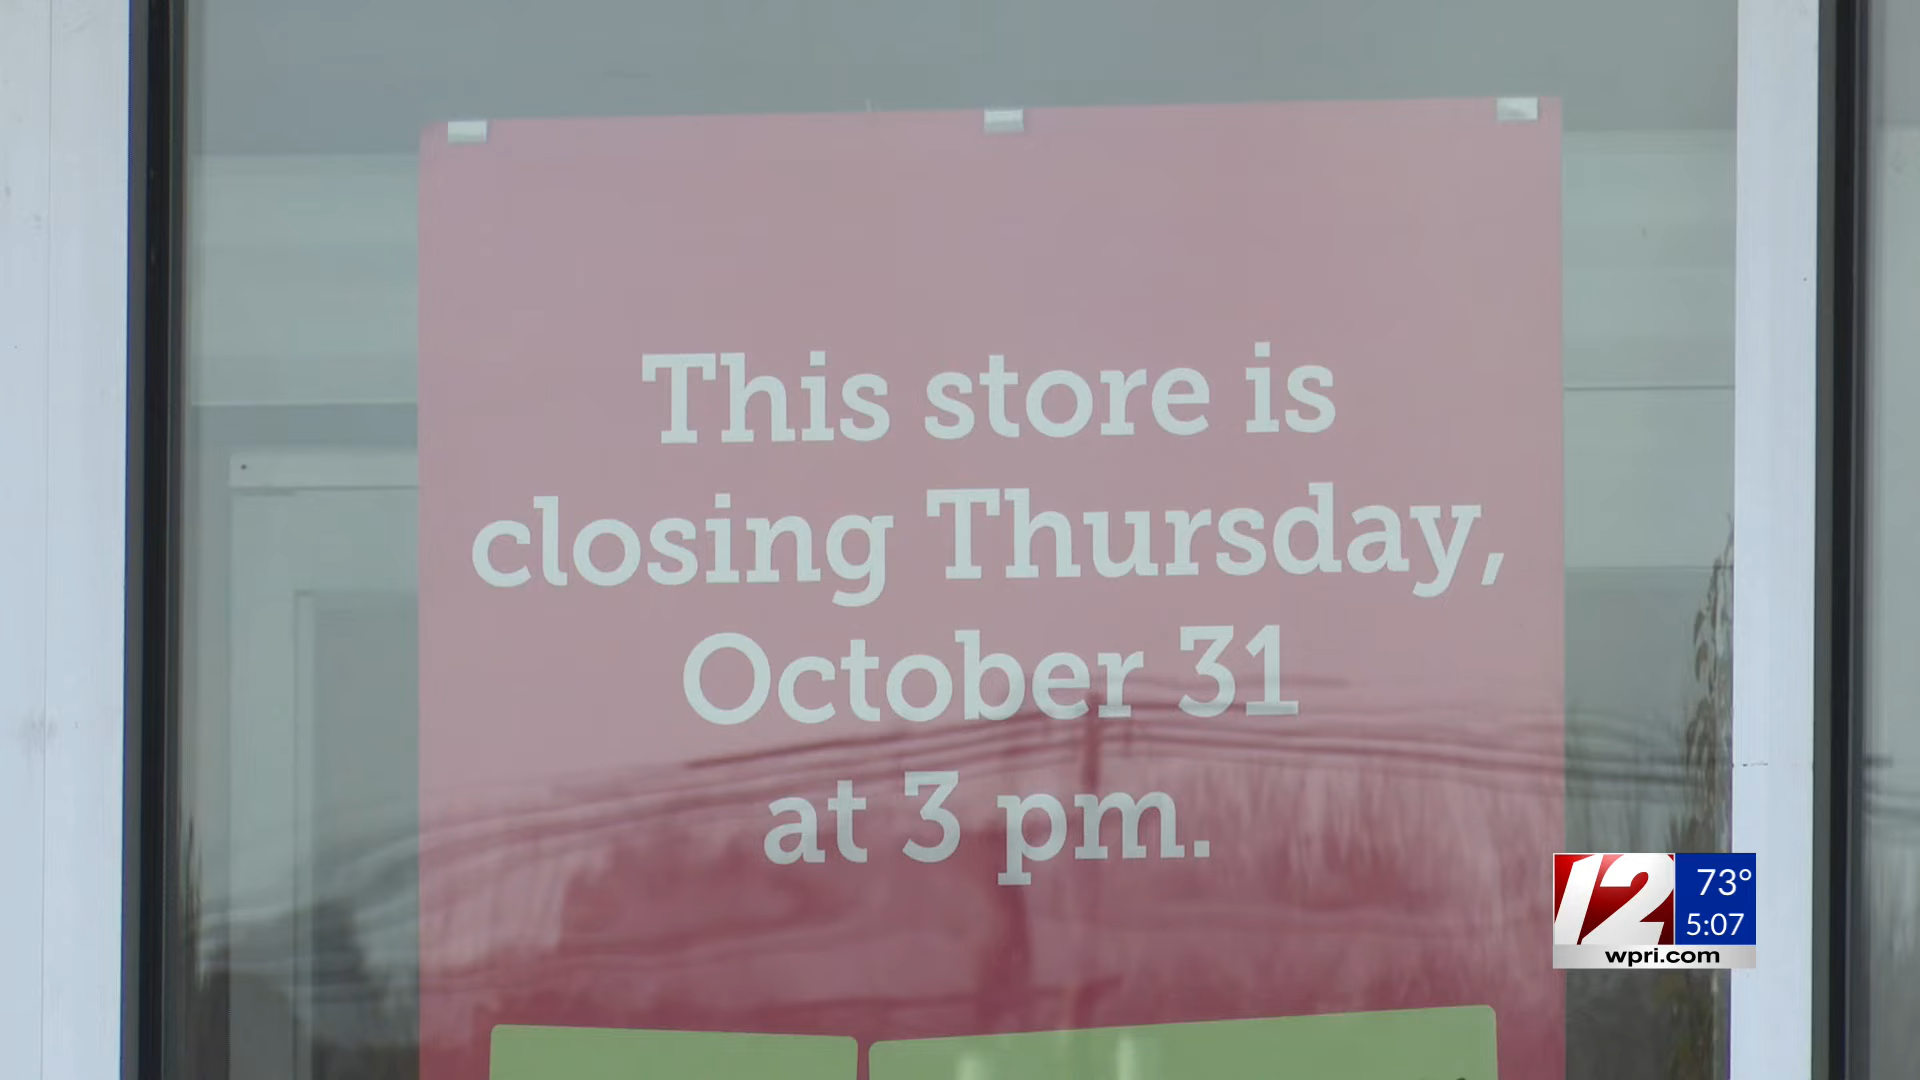 This store is
closing Thursday,
October 31
at 3 pm.
12
73°
5:07
wpri.com